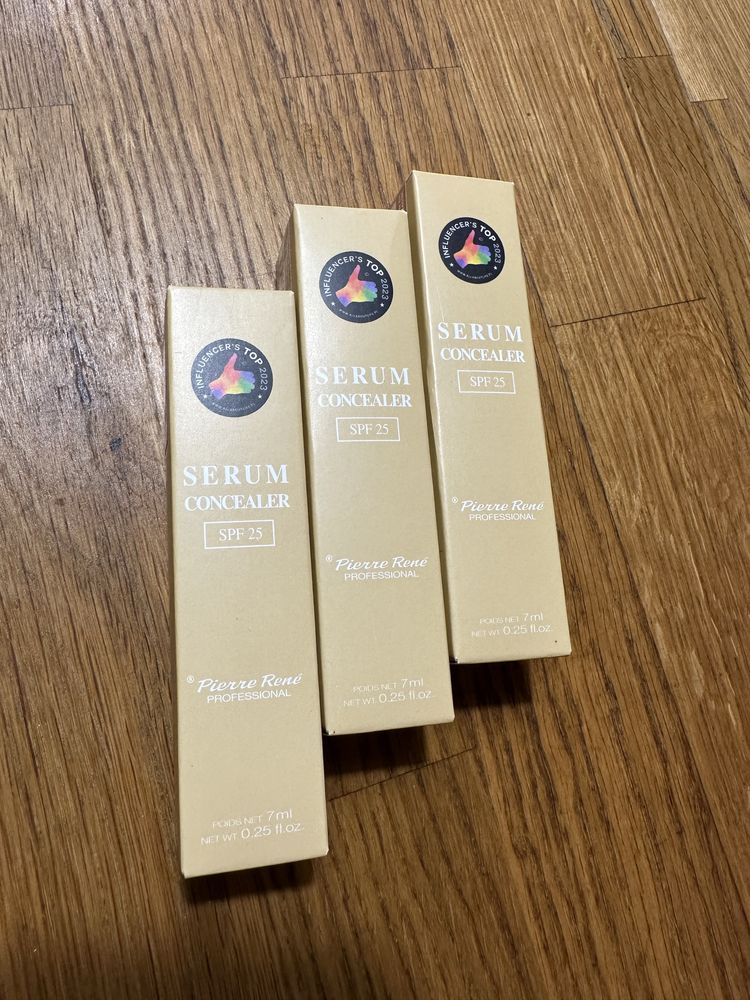 INFLUENCER'S TOP 2023
SERUM
CONCEALER
SPF 25
® Pierre René
PROFESSIONAL
POIDS NET 7ml
NET WT 0.25 fl.oz.
INFLUENCER'S TOP 2023
SERUM
CONCEALER
SPF 25
® Pierre René
PROFESSIONAL
POIDS NET 7ml
NET WT 0.25 fl.oz.
INFLUENCER'S TOP 2023
SERUM
CONCEALER
SPF 25
® Pierre René
PROFESSIONAL
POIDS NET 7ml
NET WT 0.25 fl.oz.